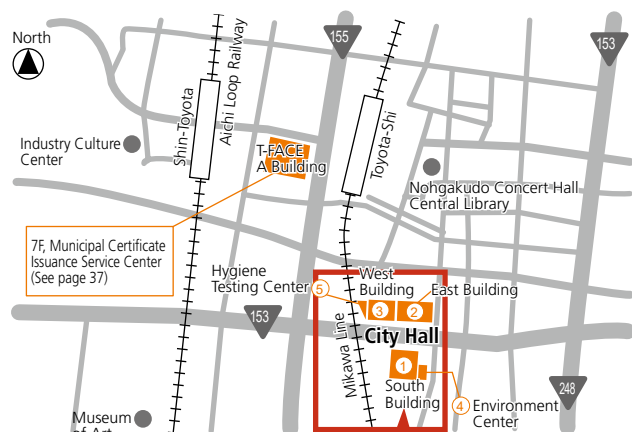 North
155
153
Shin-Toyota
Aichi Loop Railway
Toyota-Shi
Industry Culture
Center
T-FACE
A Building
Nohgakudo Concert Hall
Central Library
7F, Municipal Certificate
Issuance Service Center
(See page 37)
Hygiene
Testing Center
5
West
Building
East Building
3
2
153
City Hall
Mikawa Line
1
South
Building
4
Environment
Center
248
Museum
of Art